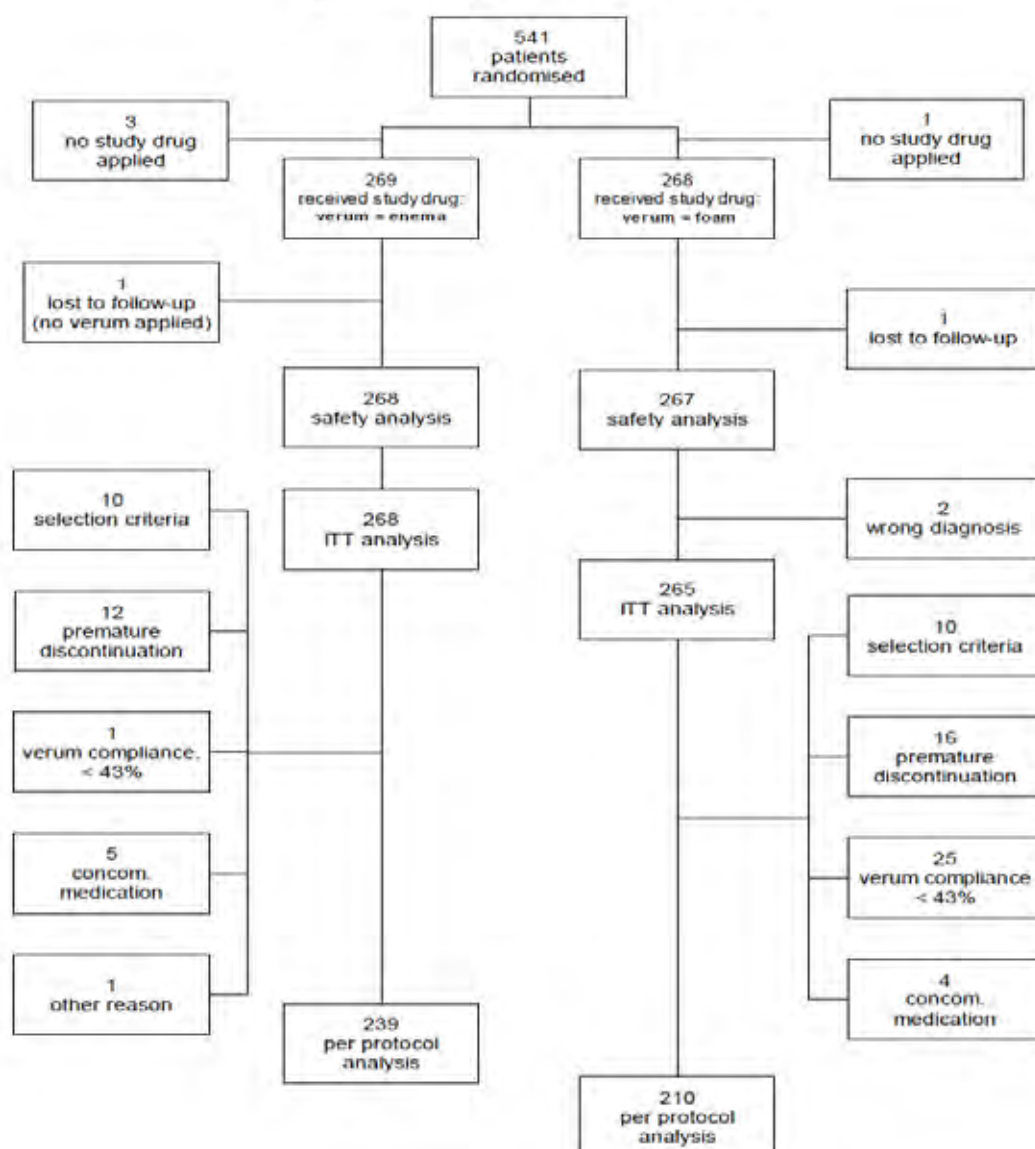 541
patients
randomised
3
no study drug
applied
1
no study drug
applied
269
received study drug:
verum = enema
268
received study drug:
verum = foam
1
lost to follow-up
(no verum applied)
1
lost to follow-up
268
safety analysis
267
safety analysis
10
selection criteria
268
ITT analysis
2
wrong diagnosis
265
ITT analysis
12
premature
discontinuation
10
selection criteria
1
verum compliance.
< 43%
16
premature
discontinuation
5
concom.
medication
25
verum compliance
< 43%
1
other reason
4
concom.
medication
239
per protocol
analysis
210
per protocol
analysis